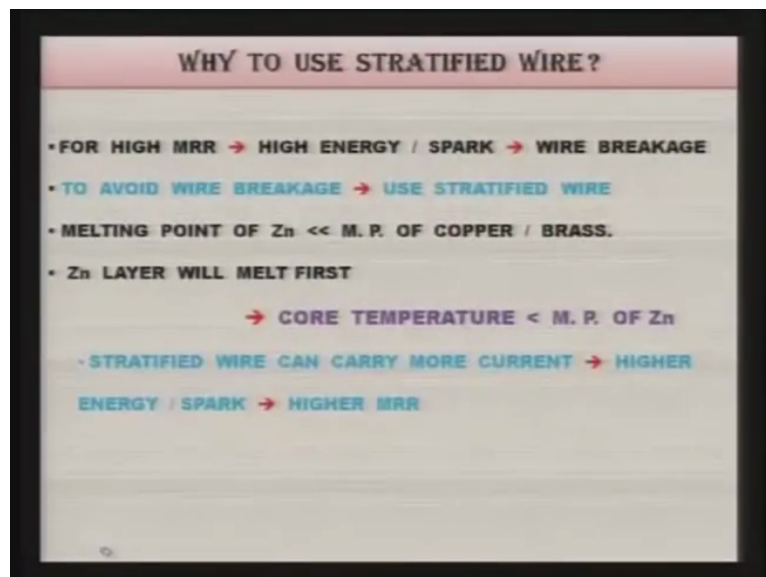 WHY TO USE STRATIFIED WIRE?
• FOR HIGH MRR → HIGH ENERGY / SPARK → WIRE BREAKAGE
• TO AVOID WIRE BREAKAGE → USE STRATIFIED WIRE
• MELTING POINT OF Zn << M. P. OF COPPER / BRASS.
• Zn LAYER WILL MELT FIRST
→ CORE TEMPERATURE < M. P. OF Zn
- STRATIFIED WIRE CAN CARRY MORE CURRENT → HIGHER
ENERGY / SPARK → HIGHER MRR